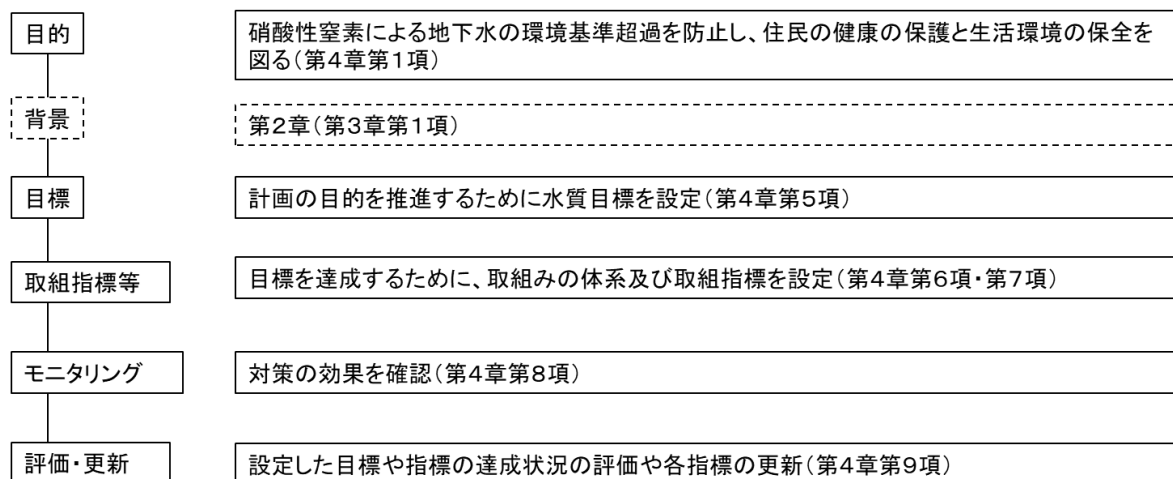 目的
硝酸性窒素による地下水の環境基準超過を防止し、住民の健康の保護と生活環境の保全を
図る(第4章第1項)
背景
第2章(第3章第1項)
目標
計画の目的を推進するために水質目標を設定(第4章第5項)
取組指標等
目標を達成するために、取組みの体系及び取組指標を設定(第4章第6項・第7項)
モニタリング
対策の効果を確認(第4章第8項)
評価・更新
設定した目標や指標の達成状況の評価や各指標の更新(第4章第9項)